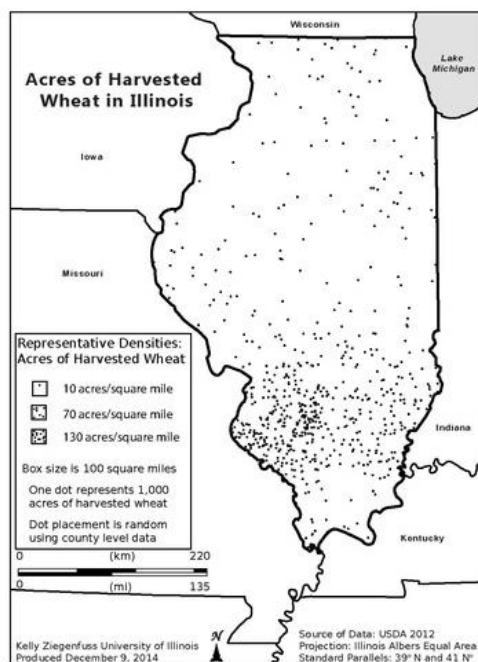 Wisconsin
Lake
Michigan
Acres of Harvested
Wheat in Illinois
Iowa
Missouri
Representative Densities:
Acres of Harvested Wheat
10 acres/square mile
70 acres/square mile
130 acres/square mile
Box size is 100 square miles
One dot represents 1,000
acres of harvested wheat
Dot placement is random
using county level data
Indiana
Kentucky
0 (km) 220
0 (mi) 135
N
Kelly Ziegenfuss University of Illinois
Produced December 9, 2014
Source of Data: USDA 2012
Projection: Illinois Albers Equal Area
Standard Parallels: 39° N and 41 N°